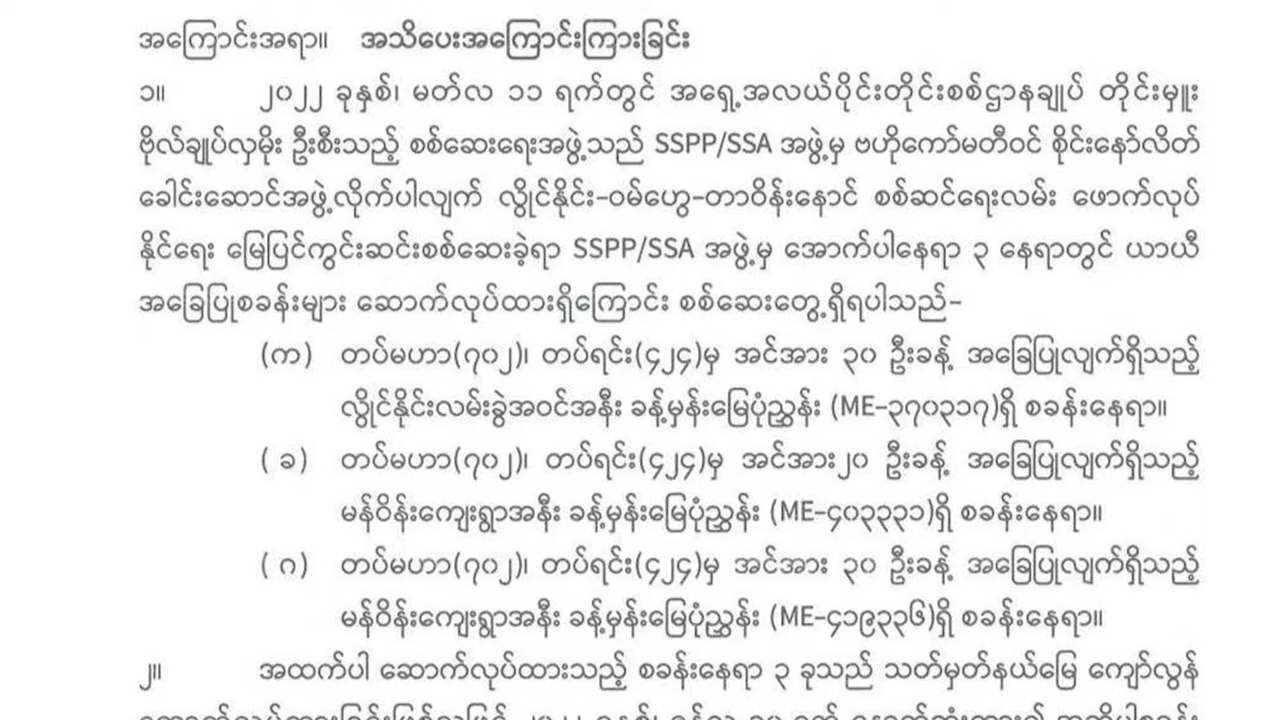 အကြောင်းအရာ။ အသိပေးအကြောင်းကြားခြင်း
၁။ ၂၀၂၂ ခုနှစ်၊ မတ်လ ၁၁ ရက်တွင် အရှေ့အလယ်ပိုင်းတိုင်းစစ်ဌာနချုပ် တိုင်းမှူး
ဗိုလ်ချုပ်လှမိုး ဦးစီးသည့် စစ်ဆေးရေးအဖွဲ့သည် SSPP/SSA အဖွဲ့မှ ဗဟိုကော်မတီဝင် စိုင်းနော်လိတ်
ခေါင်းဆောင်အဖွဲ့လိုက်ပါလျက် လွိုင်နိုင်း-ဝမ်ဟွေ-တာဝိန်းနောင် စစ်ဆင်ရေးလမ်း ဖောက်လုပ်
နိုင်ရေး မြေပြင်ကွင်းဆင်းစစ်ဆေးခဲ့ရာ SSPP/SSA အဖွဲ့မှ အောက်ပါနေရာ ၃ နေရာတွင် ယာယီ
အခြေပြုစခန်းများ ဆောက်လုပ်ထားရှိကြောင်း စစ်ဆေးတွေ့ရှိရပါသည်-
(က) တပ်မဟာ(၇၀၂)၊ တပ်ရင်း(၄၂၄)မှ အင်အား ၃၀ ဦးခန့် အခြေပြုလျက်ရှိသည့်
လွိုင်နိုင်းလမ်းခွဲအဝင်အနီး ခန့်မှန်းမြေပုံညွှန်း (ME-၃၇၀၃၁၇)ရှိ စခန်းနေရာ။
( ခ ) တပ်မဟာ(၇၀၂)၊ တပ်ရင်း(၄၂၄)မှ အင်အား၂၀ ဦးခန့် အခြေပြုလျက်ရှိသည့်
မန်ဝိန်းကျေးရွာအနီး ခန့်မှန်းမြေပုံညွှန်း (ME-၄၀၃၃၃၁)ရှိ စခန်းနေရာ။
( ဂ ) တပ်မဟာ(၇၀၂)၊ တပ်ရင်း(၄၂၄)မှ အင်အား ၃၀ ဦးခန့် အခြေပြုလျက်ရှိသည့်
မန်ဝိန်းကျေးရွာအနီး ခန့်မှန်းမြေပုံညွှန်း (ME-၄၁၉၃၃၆)ရှိ စခန်းနေရာ။
၂။ အထက်ပါ ဆောက်လုပ်ထားသည့် စခန်းနေရာ ၃ ခုသည် သတ်မှတ်နယ်မြေ ကျော်လွန်